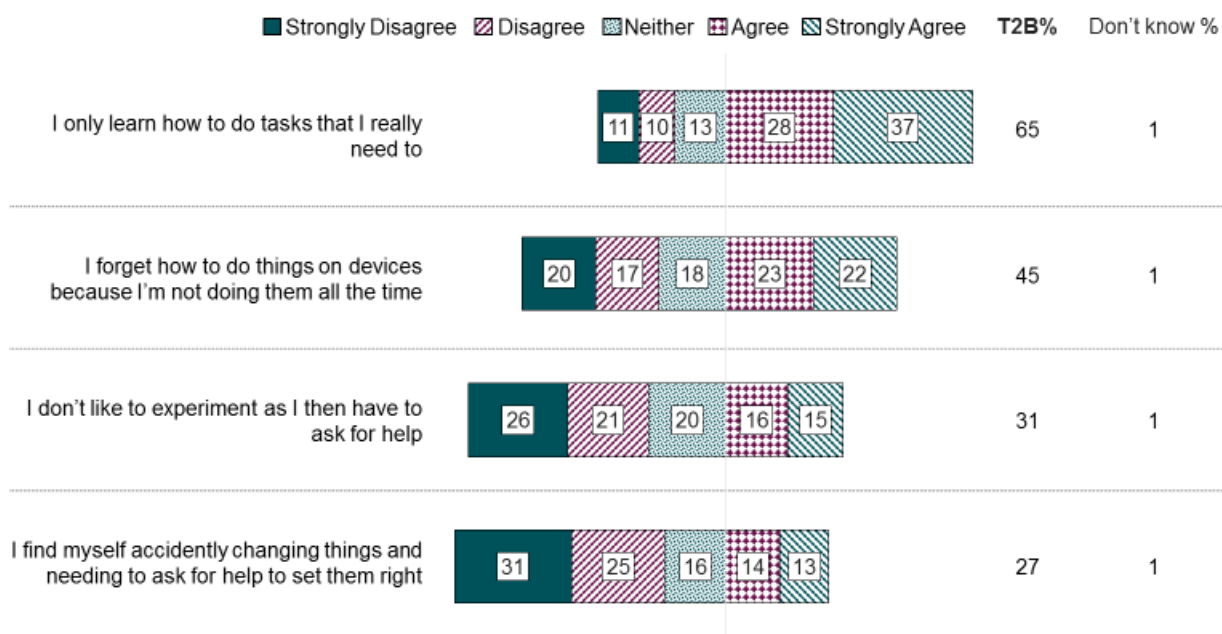 Strongly Disagree Disagree Neither Agree Strongly Agree T2B% Don't know %
I only learn how to do tasks that I really
need to
11 10 13 28 37 65 1
I forget how to do things on devices
because I'm not doing them all the time
20 17 18 23 22 45 1
I don't like to experiment as I then have to
ask for help
26 21 20 16 15 31 1
I find myself accidently changing things and
needing to ask for help to set them right
31 25 16 14 13 27 1